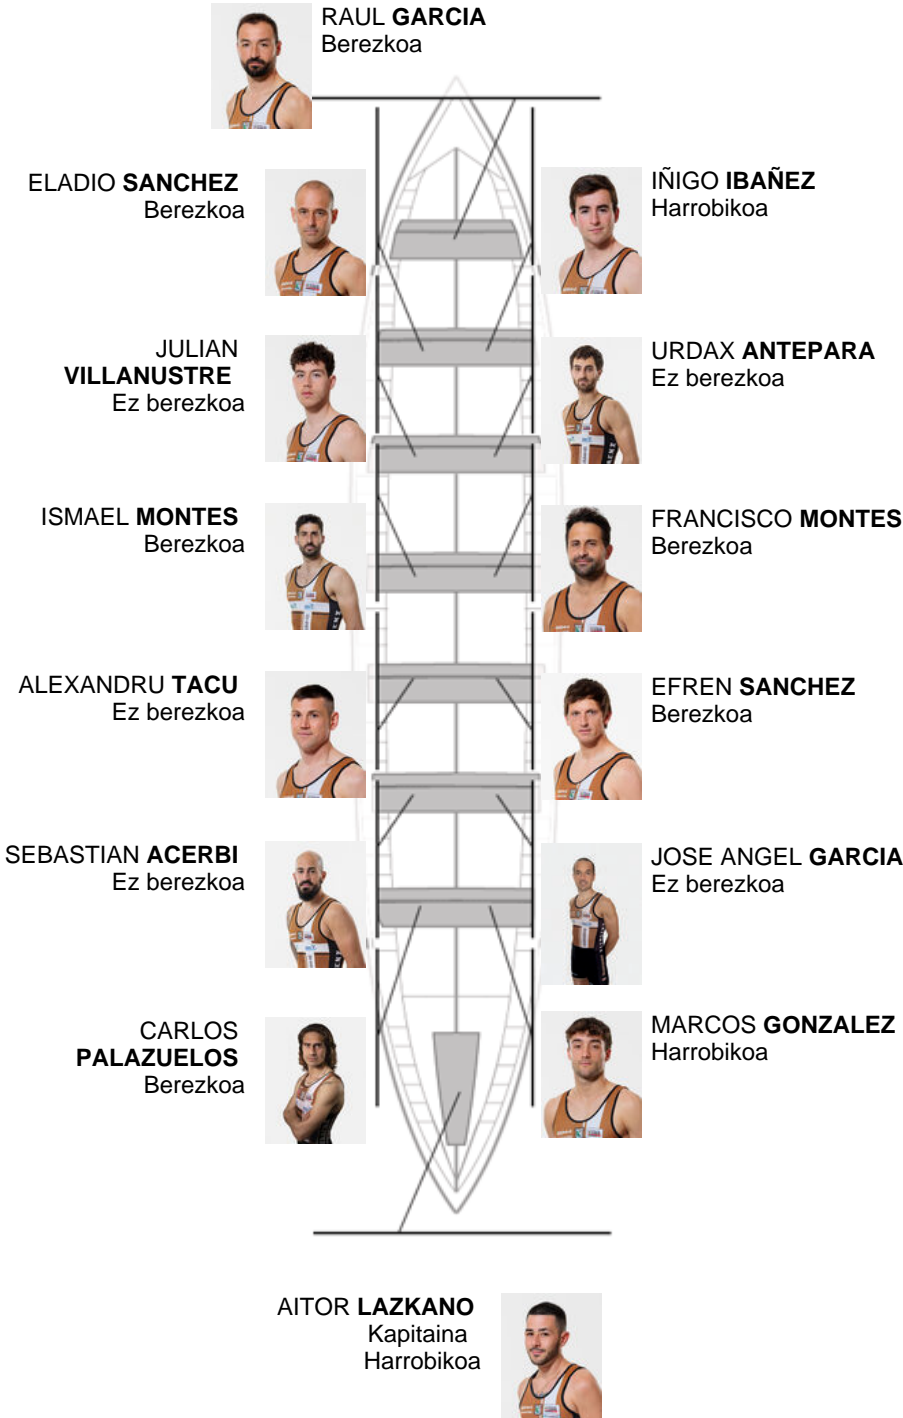 RAUL GARCIA
Berezkoa
ELADIO SANCHEZ
Berezkoa
IÑIGO IBAÑEZ
Harrobikoa
JULIAN
VILLANUSTRE
Ez berezkoa
URDAX ANTEPARA
Ez berezkoa
ISMAEL MONTES
Berezkoa
FRANCISCO MONTES
Berezkoa
ALEXANDRU TACU
Ez berezkoa
EFREN SANCHEZ
Berezkoa
SEBASTIAN ACERBI
Ez berezkoa
JOSE ANGEL GARCIA
Ez berezkoa
CARLOS
PALAZUELOS
Berezkoa
MARCOS GONZALEZ
Harrobikoa
AITOR LAZKANO
Kapitaina
Harrobikoa